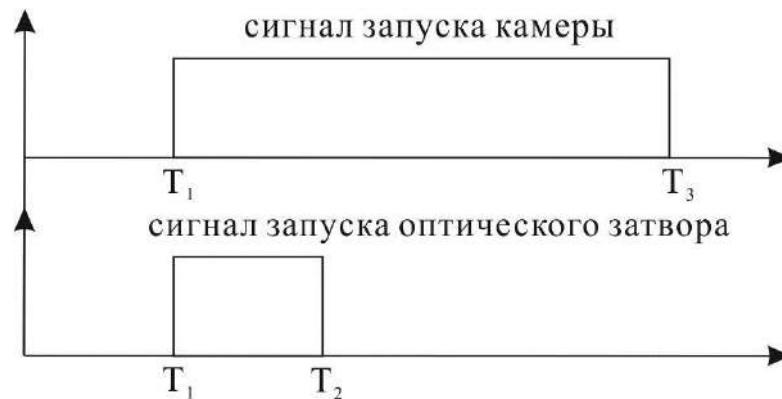 сигнал запуска камеры
T₁ T₃
сигнал запуска оптического затвора
T₁ T₂